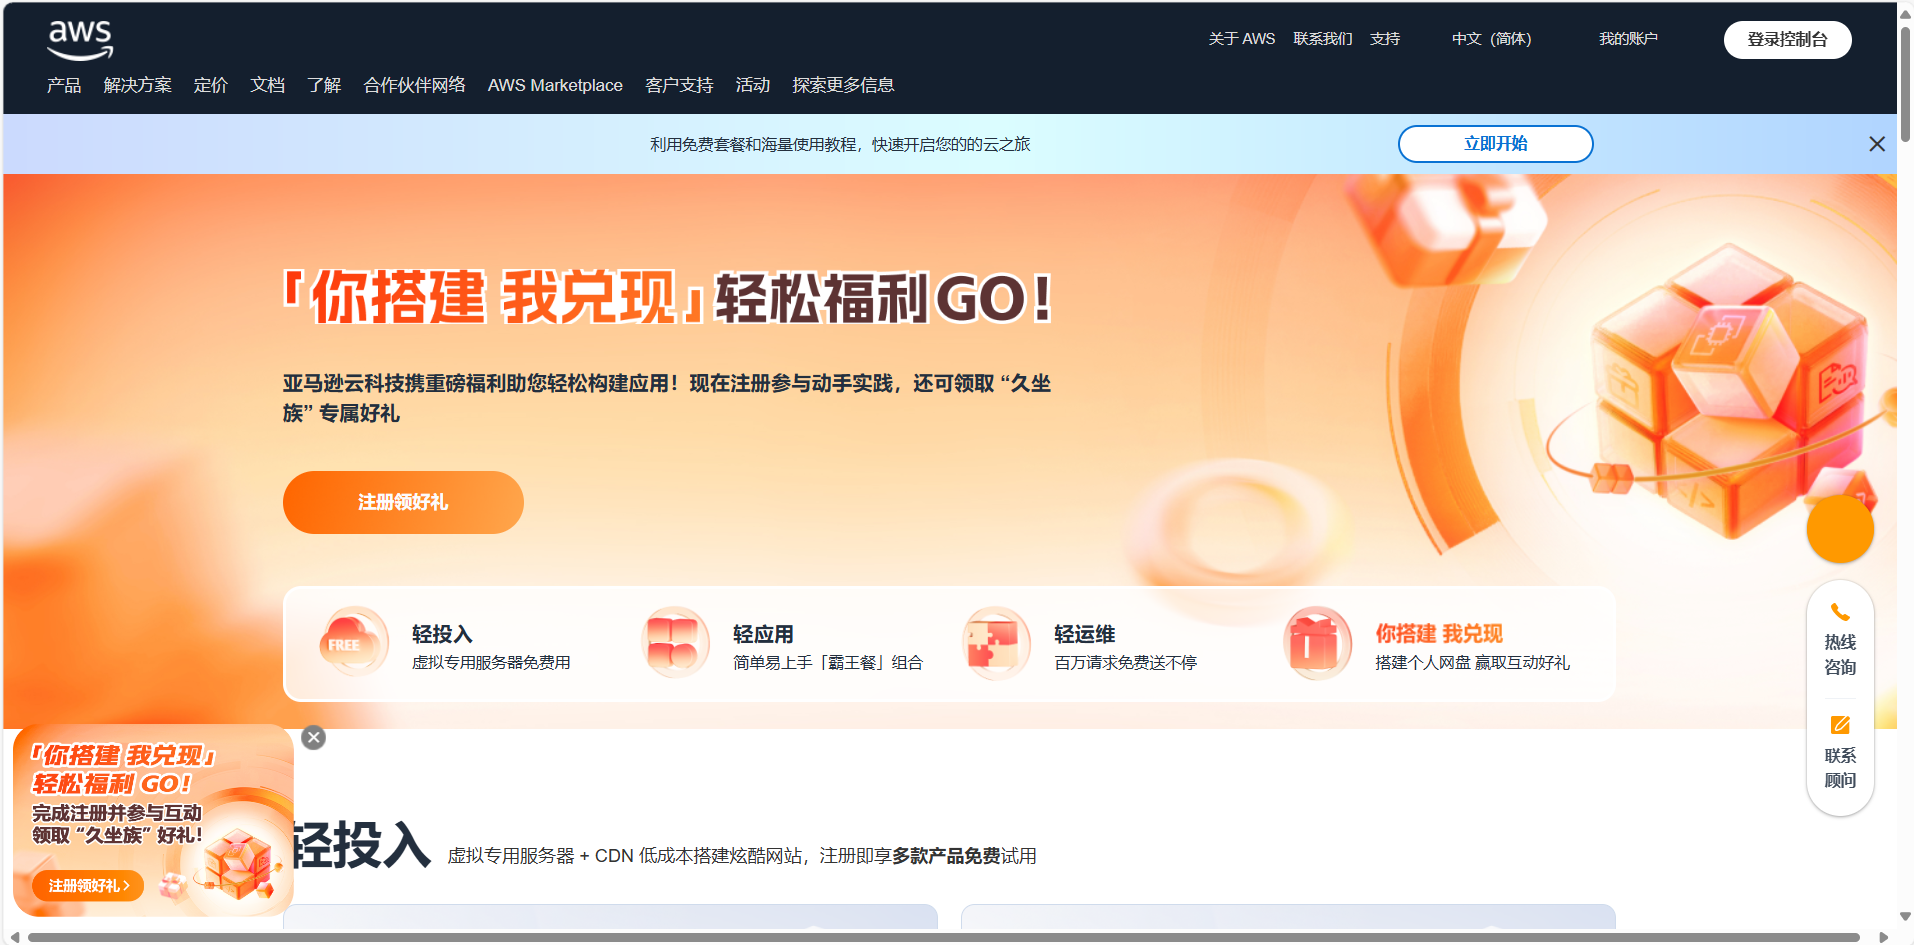 aws
关于 AWS 联系我们 支持 中文（简体） 我的账户 登录控制台
产品 解决方案 定价 文档 了解 合作伙伴网络 AWS Marketplace 客户支持 活动 探索更多信息
利用免费套餐和海量使用教程，快速开启您的的云之旅 立即开始
「你搭建 我兑现」轻松福利GO！
亚马逊云科技携重磅福利助您轻松构建应用！现在注册参与动手实践，还可领取 “久坐
族” 专属好礼
注册领好礼
FREE
轻投入
虚拟专用服务器免费用
轻应用
简单易上手「霸王餐」组合
轻运维
百万请求免费送不停
你搭建 我兑现
搭建个人网盘 赢取互动好礼
热线
咨询
联系
顾问
「你搭建 我兑现」
轻松福利 GO！
完成注册并参与互动
领取 “久坐族” 好礼！
注册领好礼
轻投入 虚拟专用服务器 + CDN 低成本搭建炫酷网站，注册即享多款产品免费试用